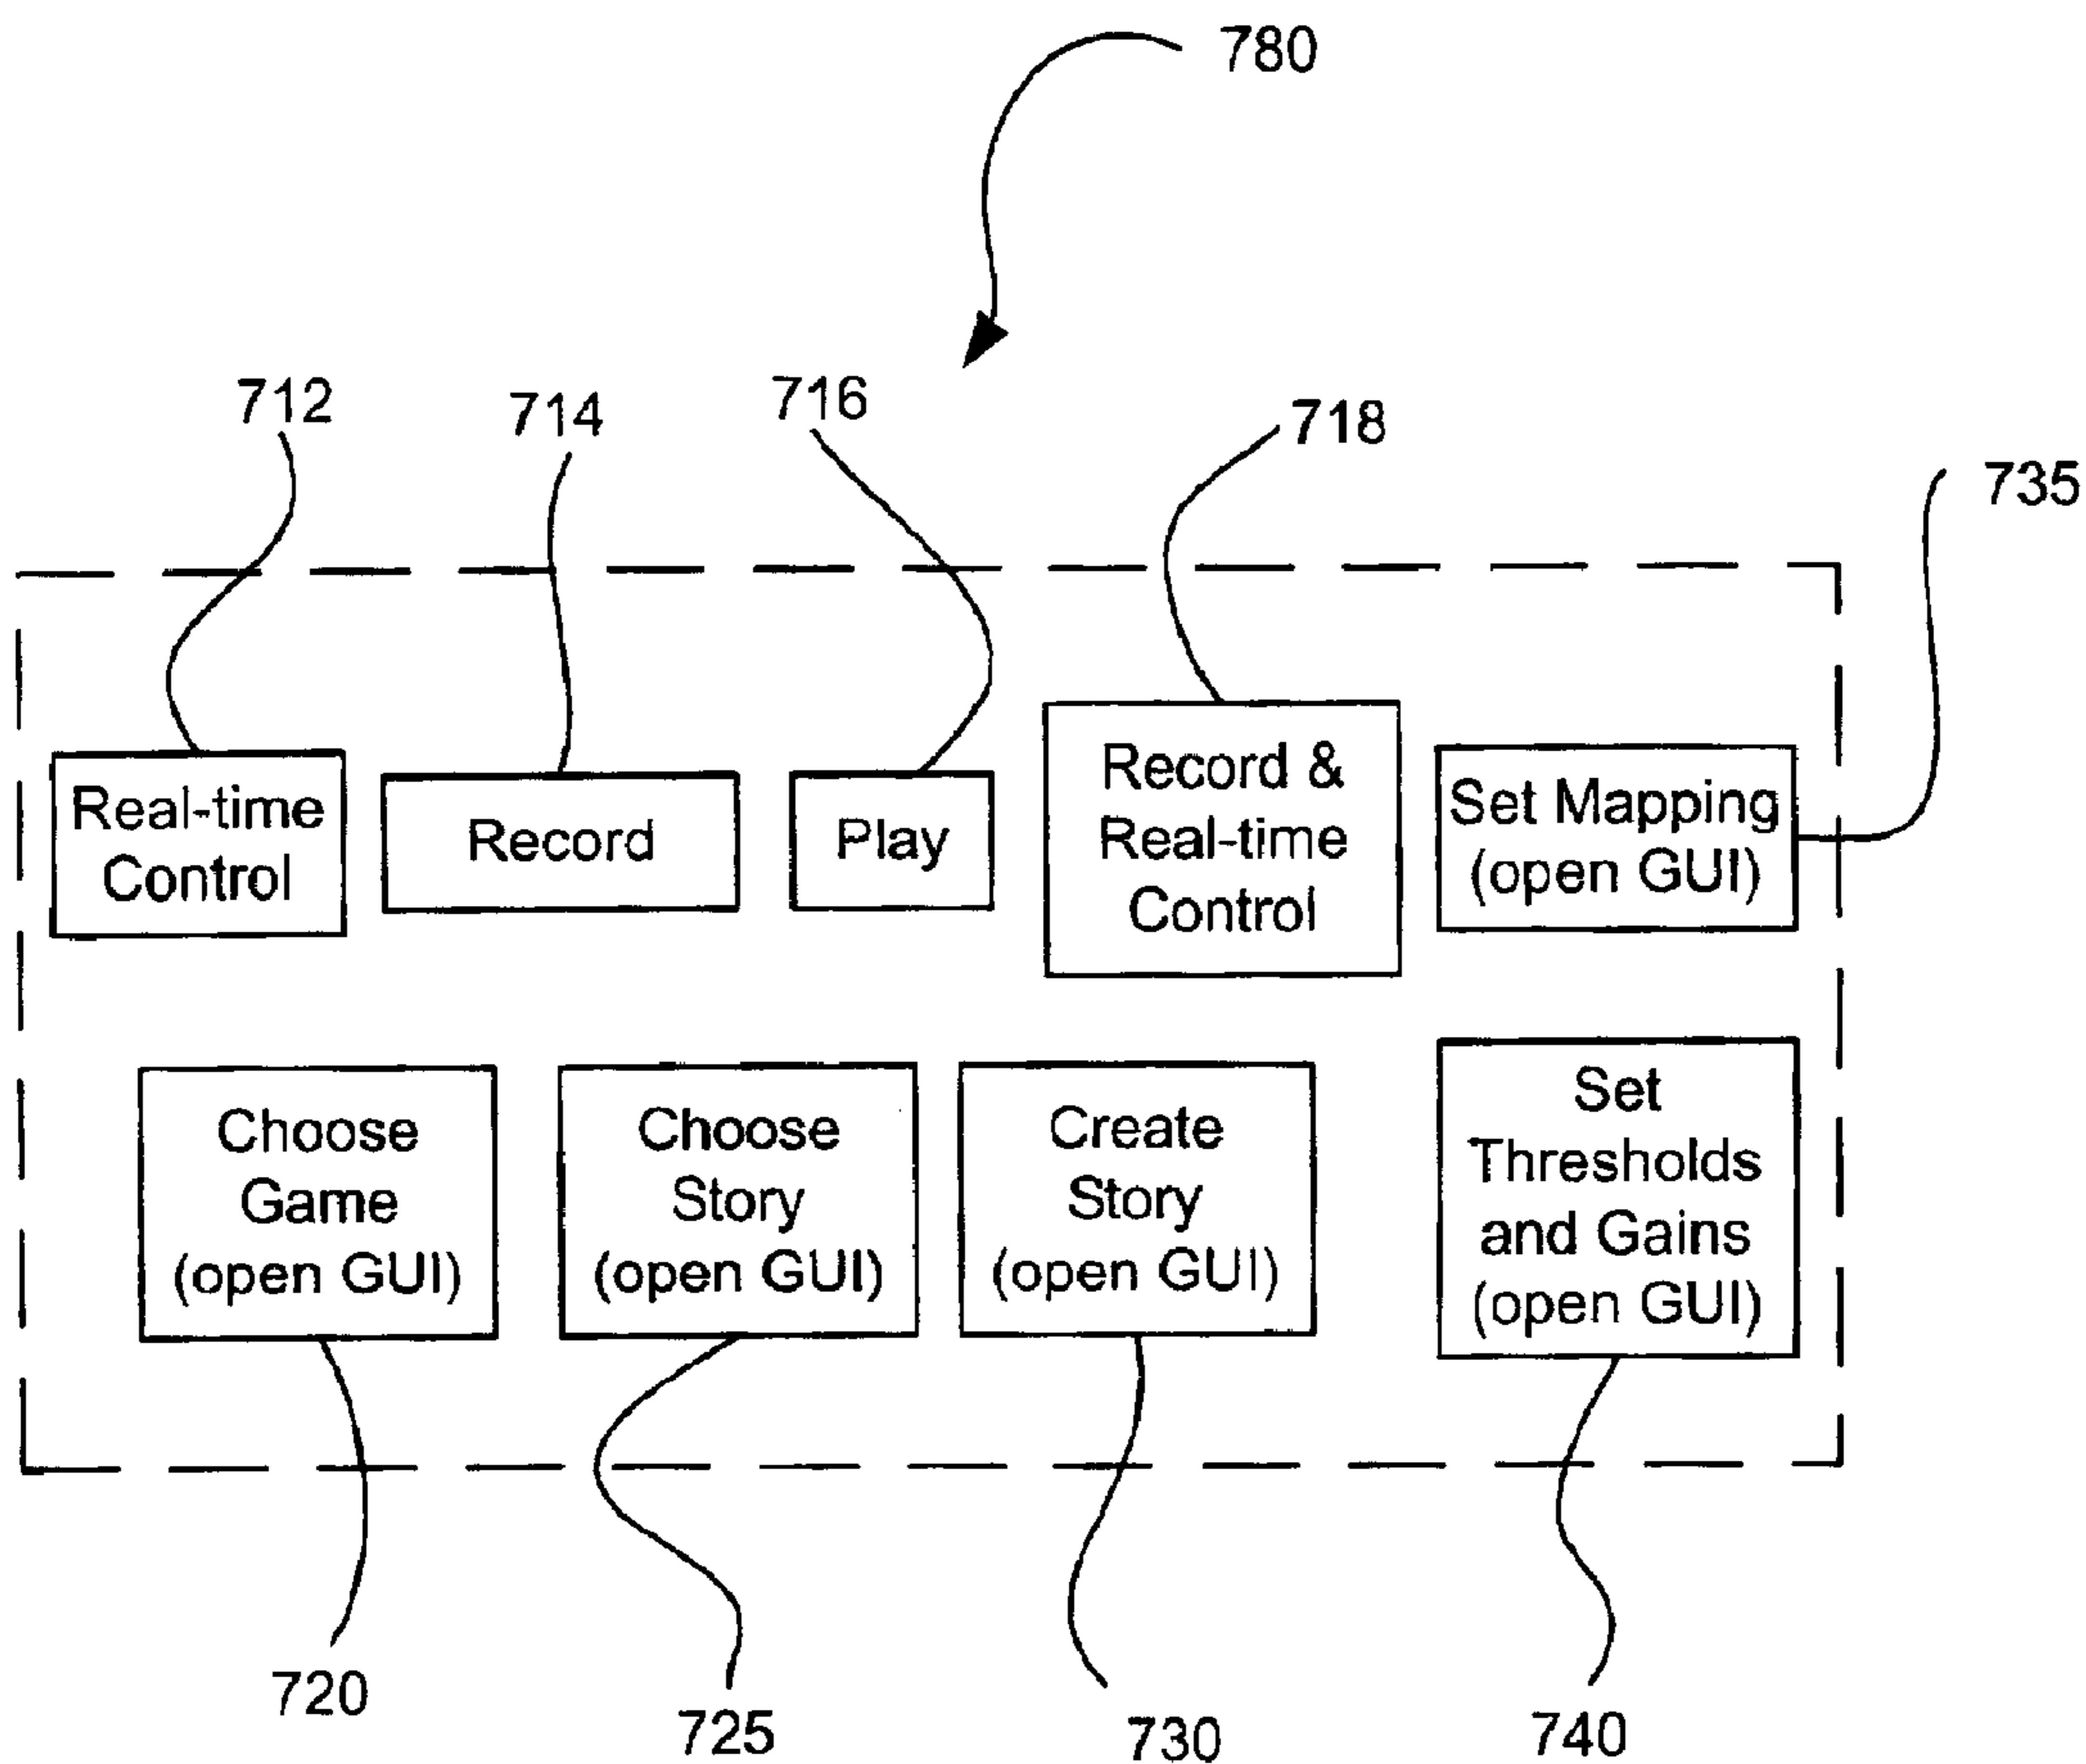 780
712
714
716
718
735
Real-time
Control
Record
Play
Record &
Real-time
Control
Set Mapping
(open GUI)
Choose
Game
(open GUI)
Choose
Story
(open GUI)
Create
Story
(open GUI)
Set
Thresholds
and Gains
(open GUI)
720
725
730
740